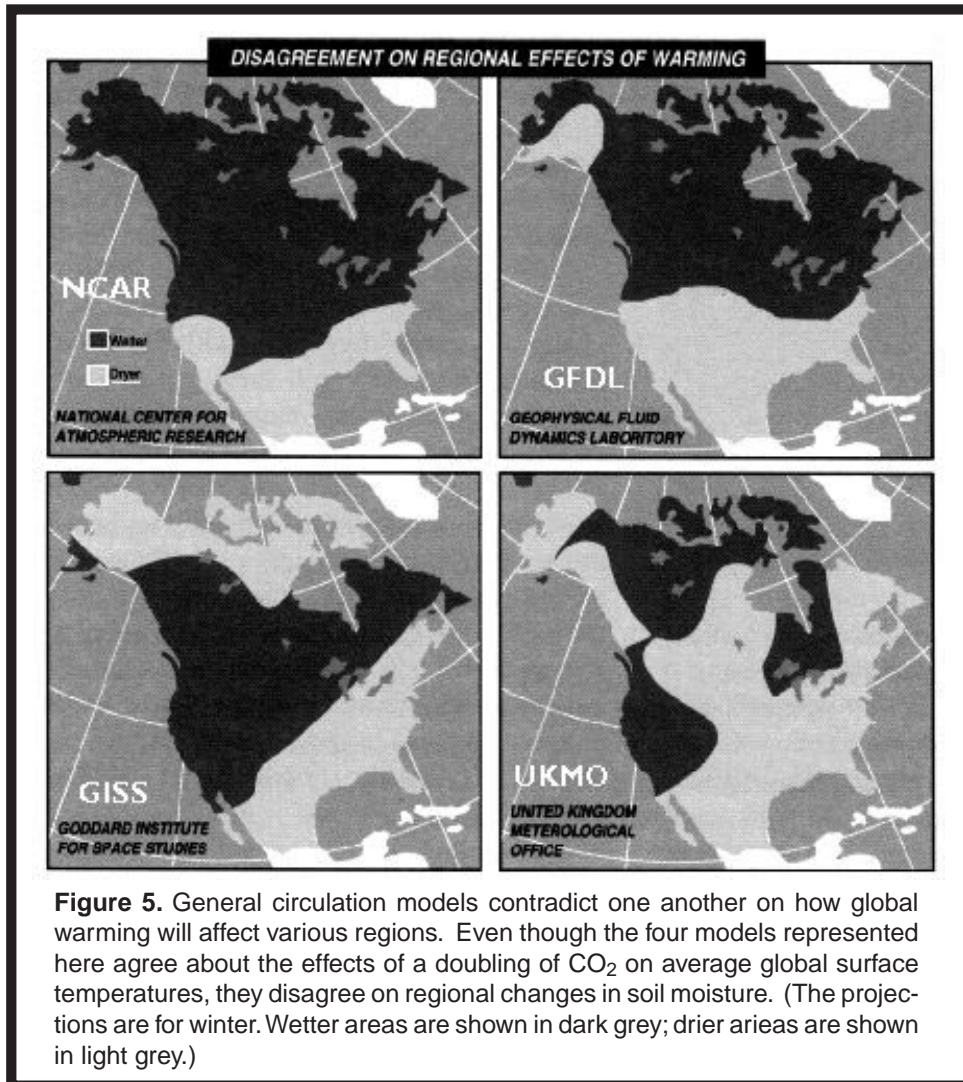 DISAGREEMENT ON REGIONAL EFFECTS OF WARMING
NCAR
Wetter
Dryer
NATIONAL CENTER FOR
ATMOSPHERIC RESEARCH
GFDL
GEOPHYSICAL FLUID
DYNAMICS LABORITORY
GISS
GODDARD INSTITUTE
FOR SPACE STUDIES
UKMO
UNITED KINGDOM
METEROLOGICAL
OFFICE
Figure 5. General circulation models contradict one another on how global
warming will affect various regions. Even though the four models represented
here agree about the effects of a doubling of CO₂ on average global surface
temperatures, they disagree on regional changes in soil moisture. (The projec-
tions are for winter. Wetter areas are shown in dark grey; drier arieas are shown
in light grey.)